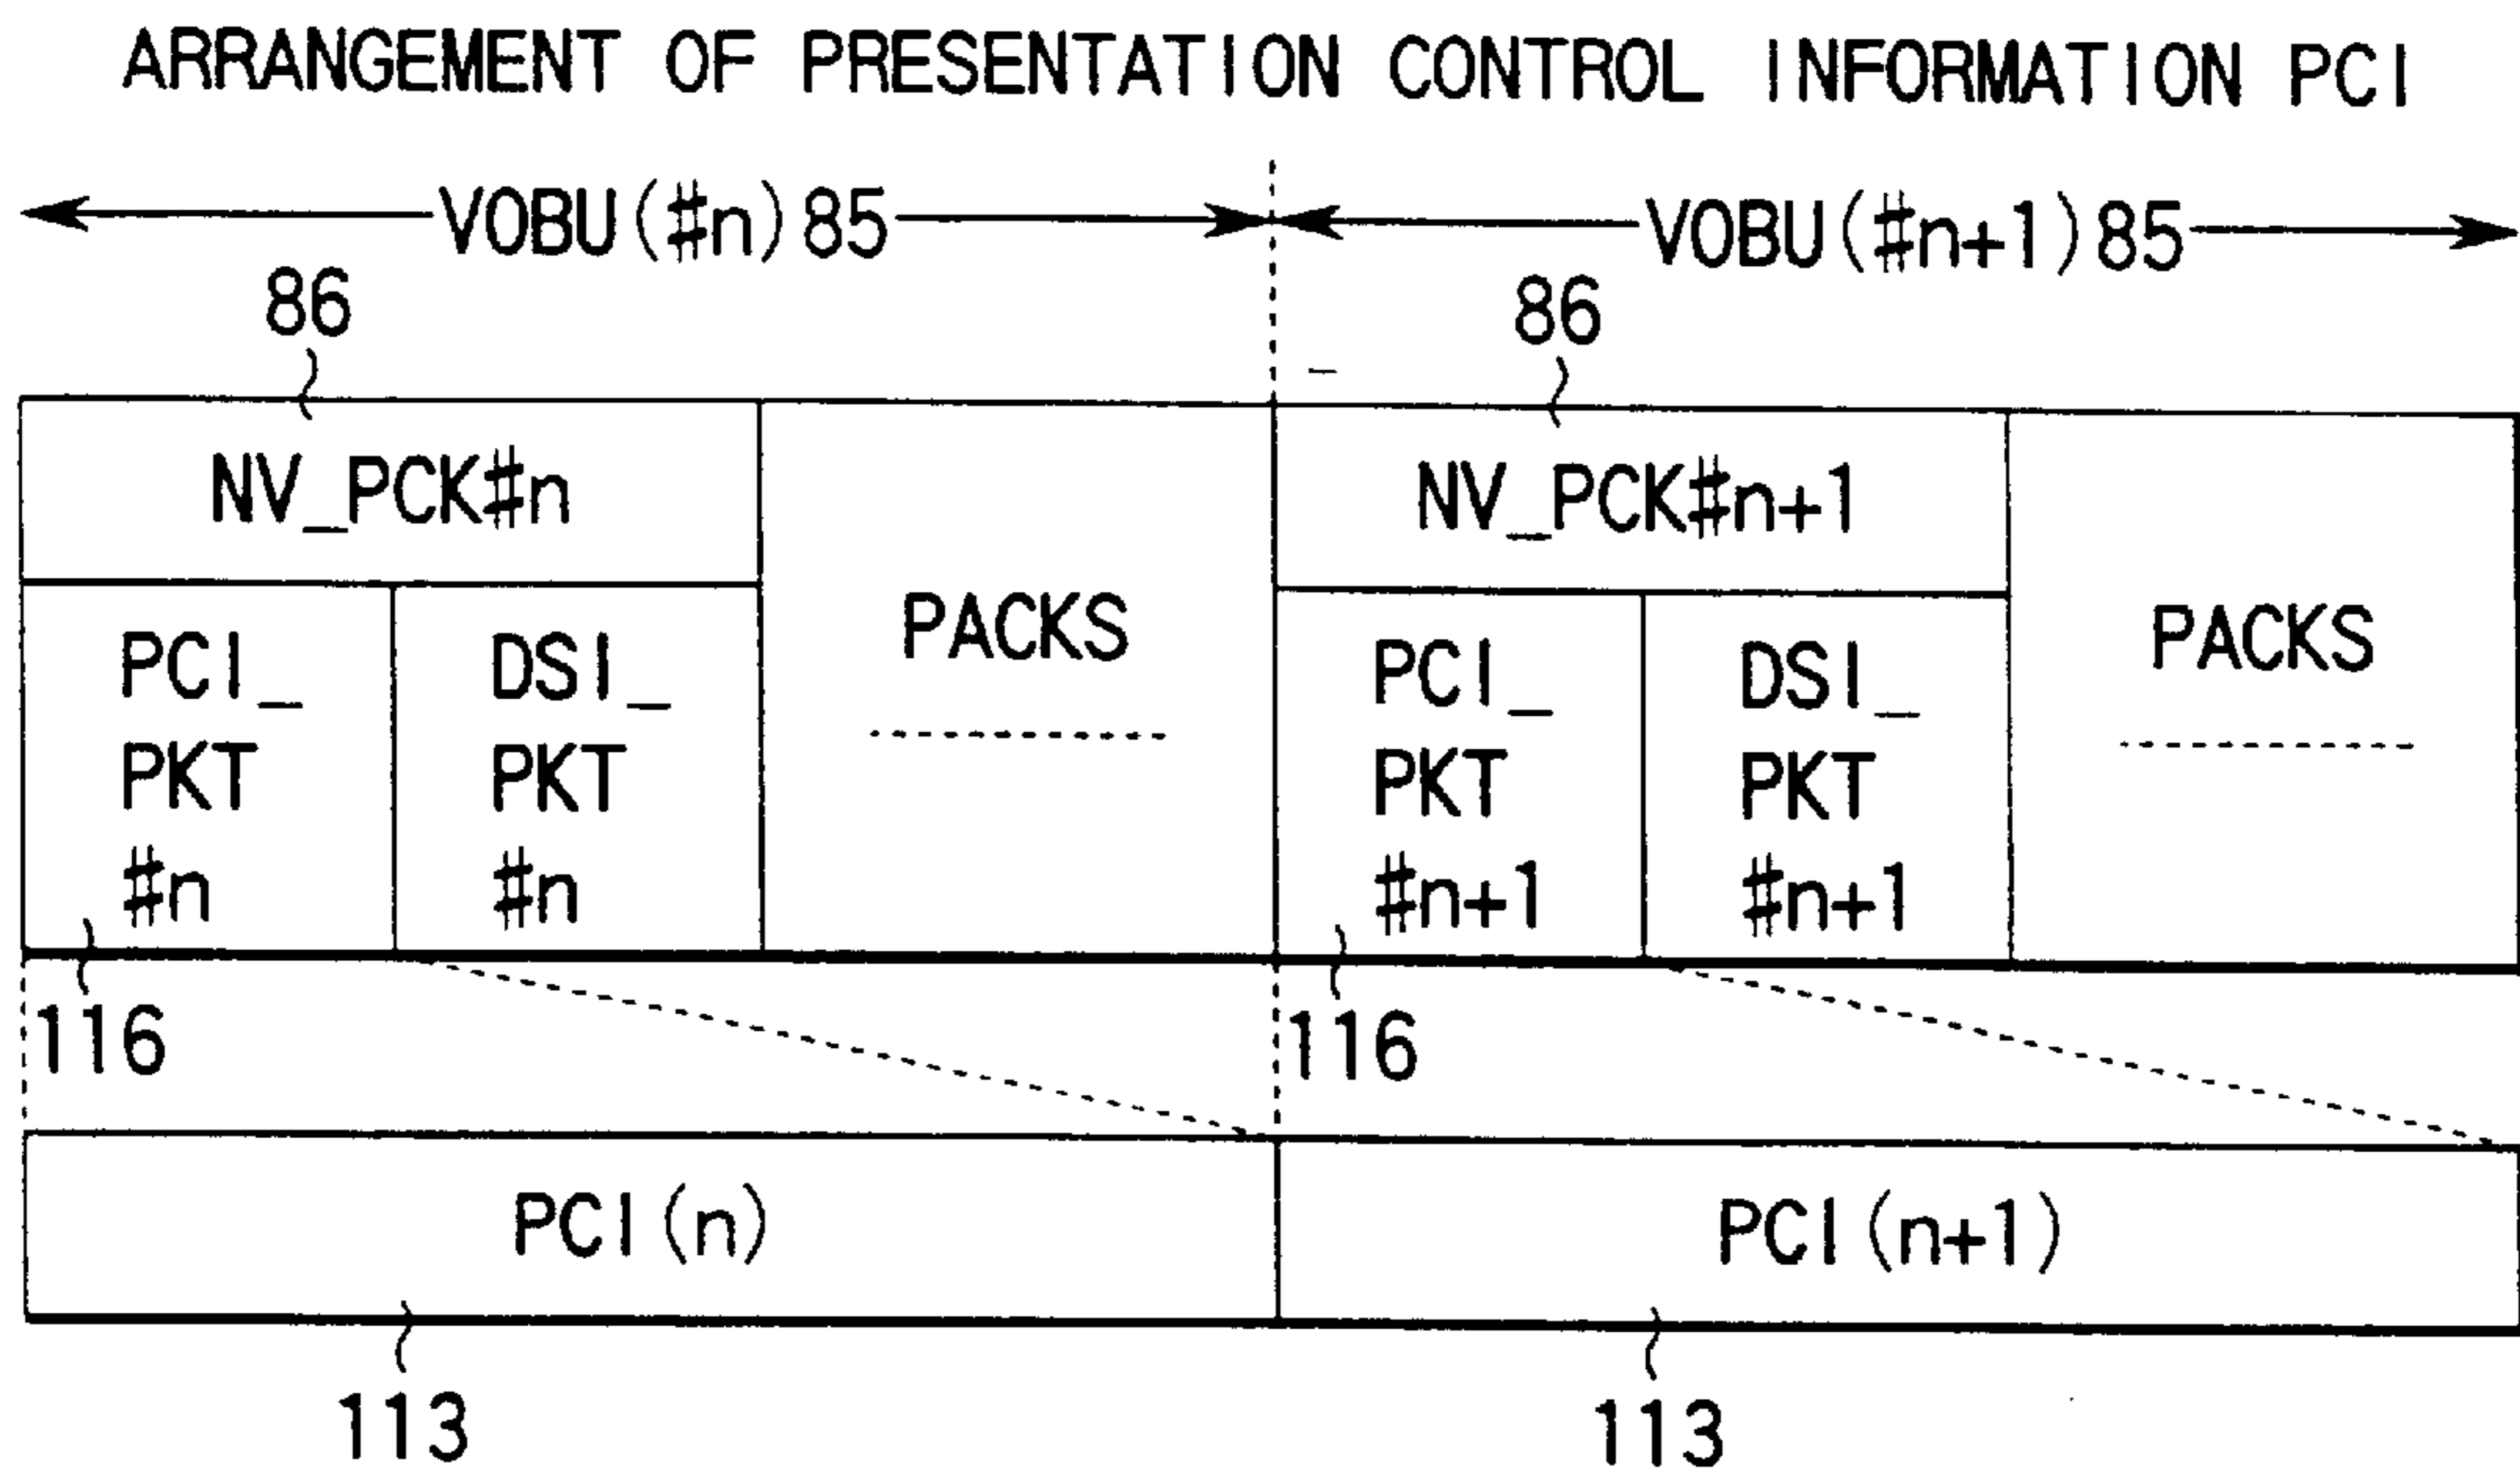 ARRANGEMENT OF PRESENTATION CONTROL INFORMATION PCI
VOBU(#n)85
VOBU(#n+1)85
86
86
NV_PCK#n
NV_PCK#n+1
PCI_
PKT
#n
DSI_
PKT
#n
PACKS
PCI_
PKT
#n+1
DSI_
PKT
#n+1
PACKS
116
116
PCI(n)
PCI(n+1)
113
113